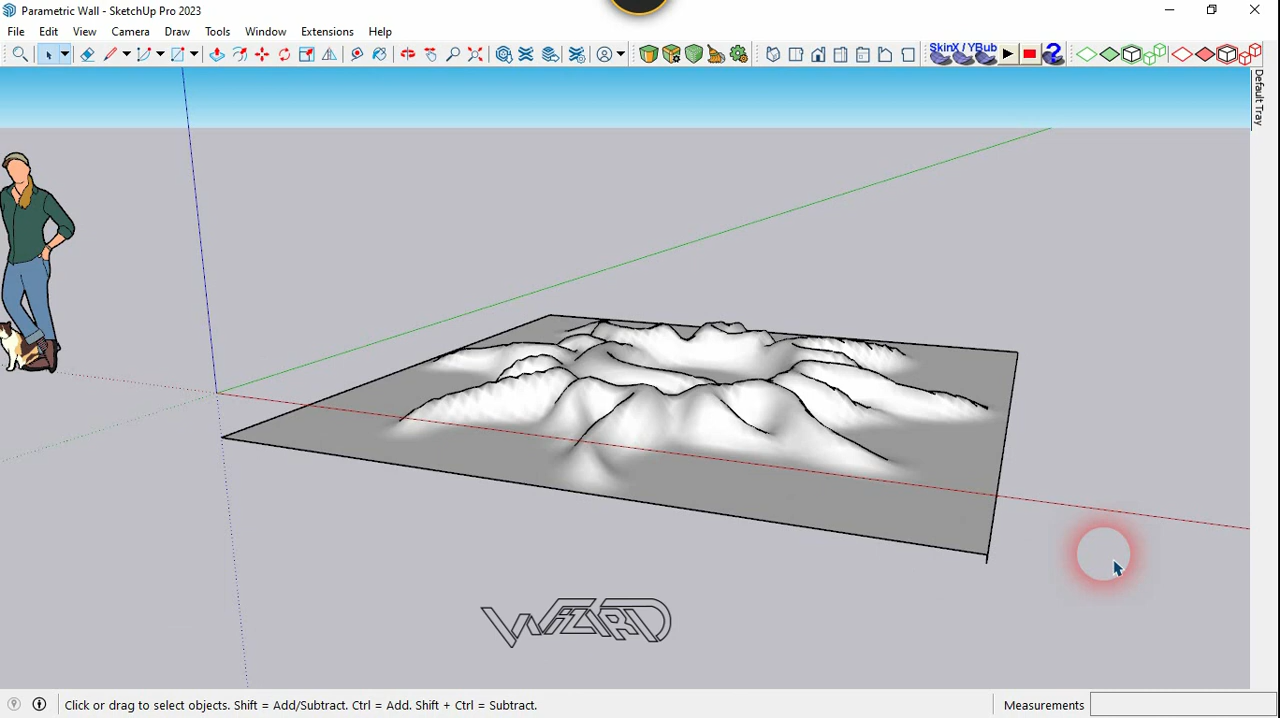 Parametric Wall - SketchUp Pro 2023
File Edit View Camera Draw Tools Window Extensions Help
SkinX / YBub
?
Default Tray
WIZARD
Click or drag to select objects. Shift = Add/Subtract. Ctrl = Add. Shift + Ctrl = Subtract.
Measurements